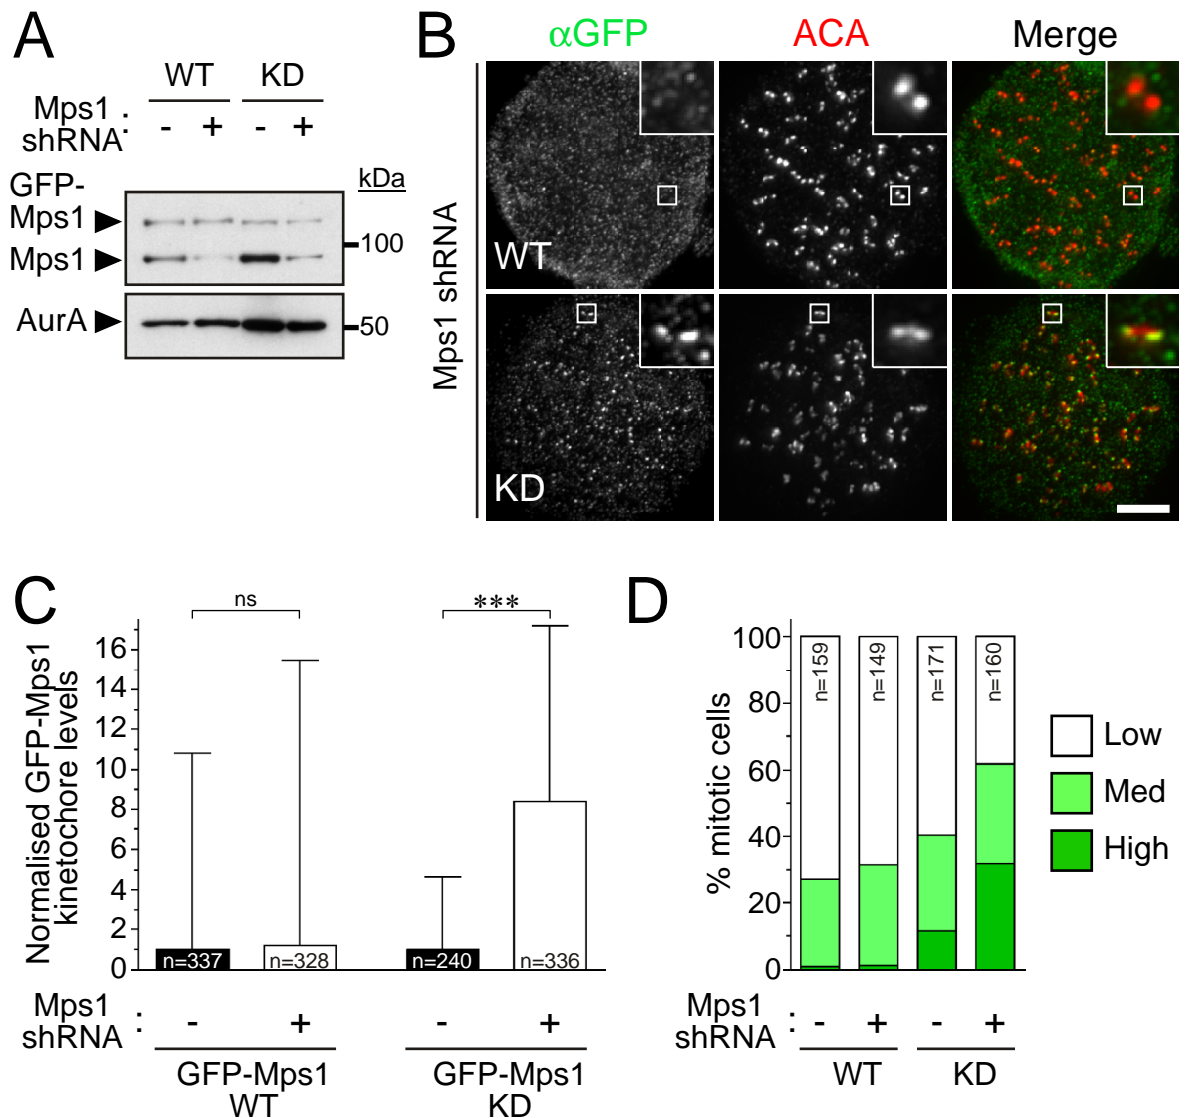 A
WT KD
Mps1
shRNA
:
- + - +
GFP-
Mps1
Mps1
AurA
kDa
100
50
B
αGFP ACA Merge
Mps1 shRNA
WT
KD
C
Normalised GFP-Mps1
kinetochore levels
16
14
12
10
8
6
4
2
0
ns
***
n=337 n=328 n=240 n=336
Mps1
shRNA
:
- + - +
GFP-Mps1
WT
GFP-Mps1
KD
D
% mitotic cells
100
80
60
40
20
0
n=159 n=149 n=171 n=160
Low
Med
High
Mps1
shRNA
:
- + - +
WT KD